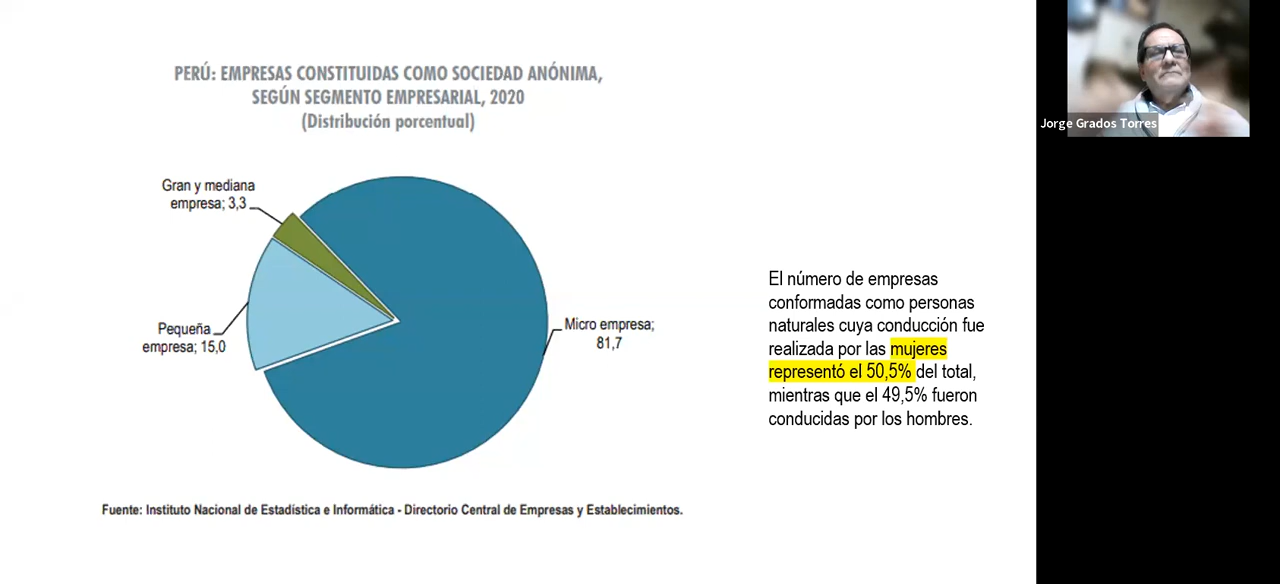 PERÚ: EMPRESAS CONSTITUIDAS COMO SOCIEDAD ANÓNIMA,
SEGÚN SEGMENTO EMPRESARIAL, 2020
(Distribución porcentual)
Gran y mediana
empresa; 3,3
Pequeña
empresa; 15,0
Micro empresa;
81,7
Fuente: Instituto Nacional de Estadística e Informática - Directorio Central de Empresas y Establecimientos.
El número de empresas
conformadas como personas
naturales cuya conducción fue
realizada por las mujeres
representó el 50,5% del total,
mientras que el 49,5% fueron
conducidas por los hombres.
Jorge Grados Torres